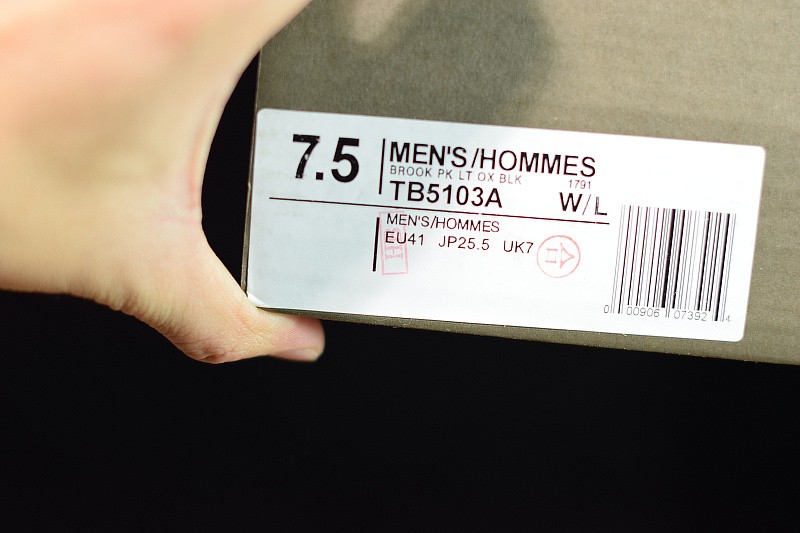 7.5
MEN'S/HOMMES
BROOK PK LT OX BLK
1791
TB5103A W/L
MEN'S/HOMMES
EU41 JP25.5 UK7
0 00906 07392 4